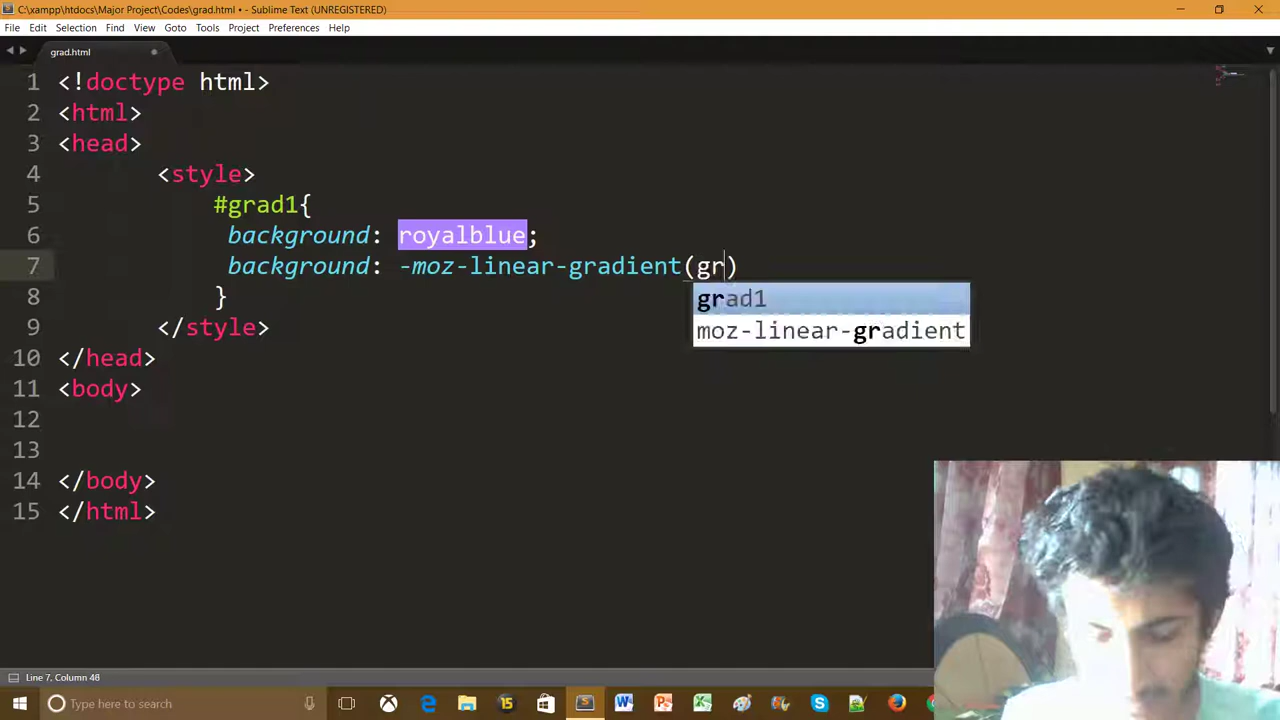 C:\xampp\htdocs\Major Project\Codes\grad.html • - Sublime Text (UNREGISTERED)
File Edit Selection Find View Goto Tools Project Preferences Help
grad.html
1 <!doctype html>
2 <html>
3 <head>
4 <style>
5 #grad1{
6 background: royalblue;
7 background: -moz-linear-gradient(gr)
grad1
8 }
moz-linear-gradient
9 </style>
10 </head>
11 <body>
12
13
14 </body>
15 </html>
Line 7, Column 46
Type here to search